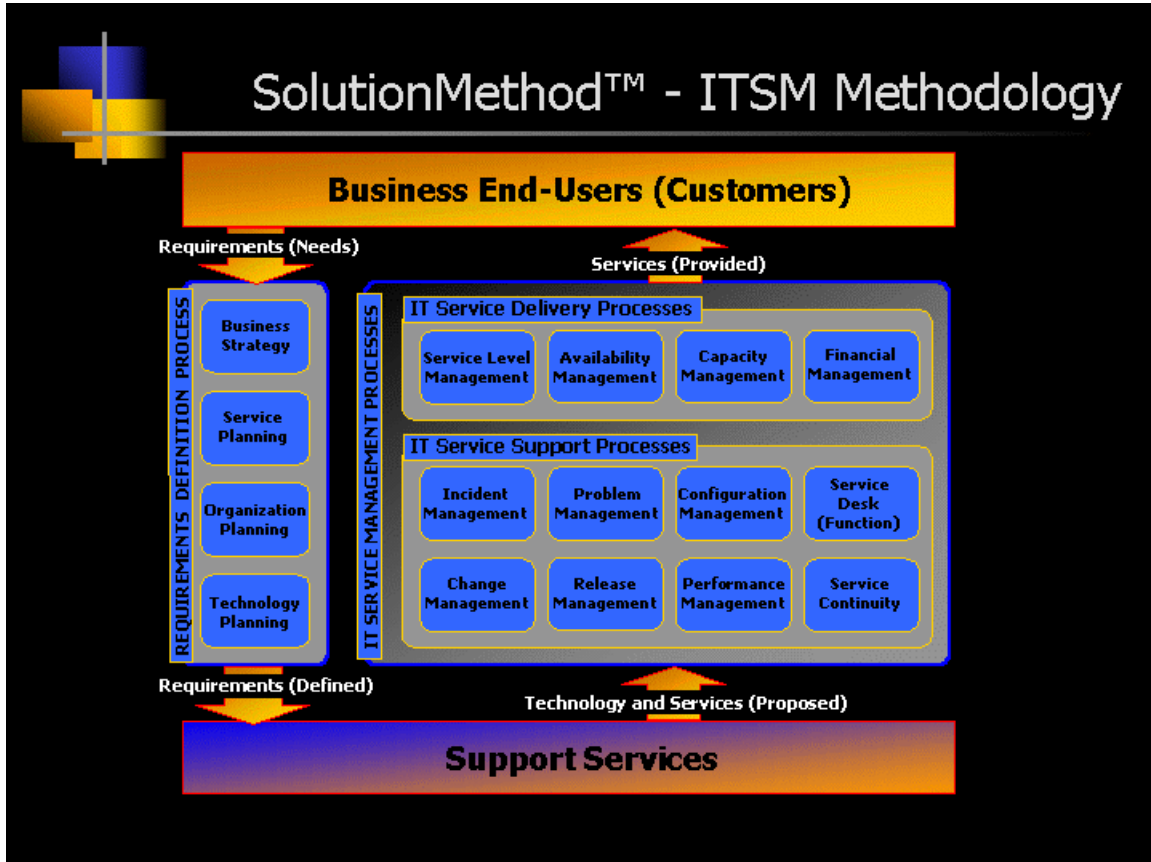 SolutionMethod™ - ITSM Methodology
Business End-Users (Customers)
Requirements (Needs)
Services (Provided)
REQUIREMENTS DEFINITION PROCESS
Business
Strategy
Service
Planning
Organization
Planning
Technology
Planning
IT SERVICE MANAGEMENT PROCESSES
IT Service Delivery Processes
Service Level
Management
Availability
Management
Capacity
Management
Financial
Management
IT Service Support Processes
Incident
Management
Problem
Management
Configuration
Management
Service
Desk
(Function)
Change
Management
Release
Management
Performance
Management
Service
Continuity
Requirements (Defined)
Technology and Services (Proposed)
Support Services